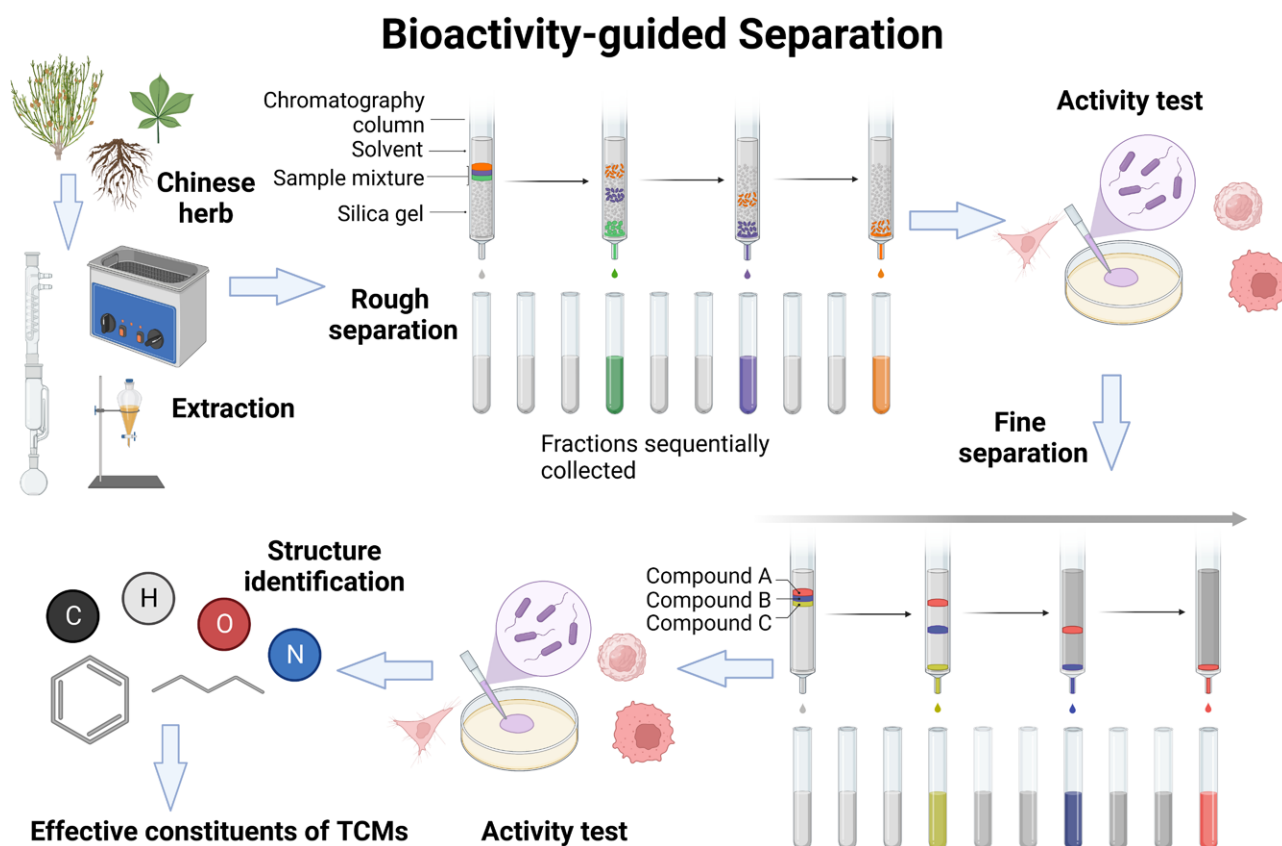 Bioactivity-guided Separation
Chinese
herb
Extraction
Rough
separation
Chromatography
column
Solvent
Sample mixture
Silica gel
Fractions sequentially
collected
Activity test
Fine
separation
Compound A
Compound B
Compound C
Activity test
Structure
identification
C
H
O
N
Effective constituents of TCMs